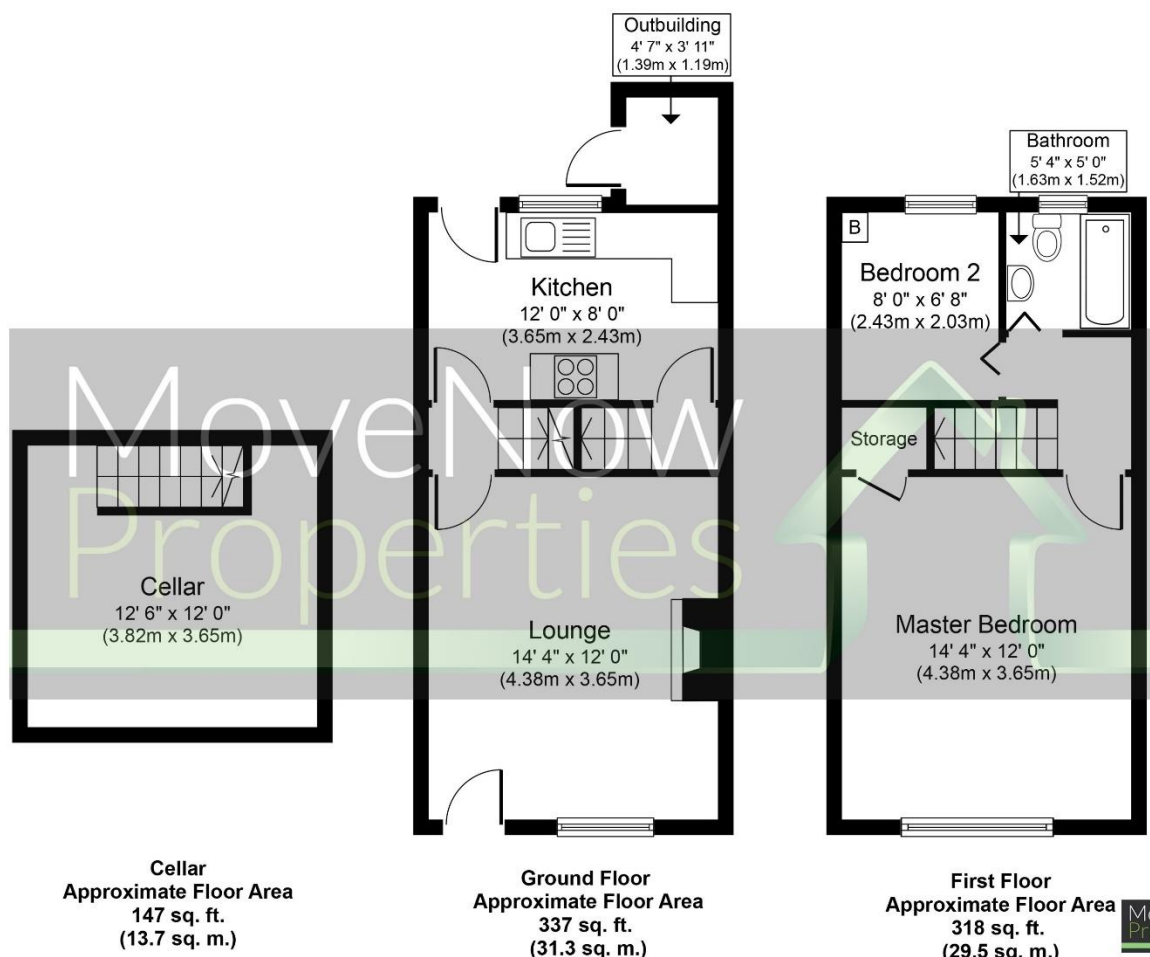 Outbuilding
4' 7" x 3' 11"
(1.39m x 1.19m)
Bathroom
5' 4" x 5' 0"
(1.63m x 1.52m)
B
Bedroom 2
8' 0" x 6' 8"
(2.43m x 2.03m)
Kitchen
12' 0" x 8' 0"
(3.65m x 2.43m)
MoveNow
Properties
Storage
Cellar
12' 6" x 12' 0"
(3.82m x 3.65m)
Lounge
14' 4" x 12' 0"
(4.38m x 3.65m)
Master Bedroom
14' 4" x 12' 0"
(4.38m x 3.65m)
Cellar
Approximate Floor Area
147 sq. ft.
(13.7 sq. m.)
Ground Floor
Approximate Floor Area
337 sq. ft.
(31.3 sq. m.)
First Floor
Approximate Floor Area
318 sq. ft.
(29.5 sq. m.)